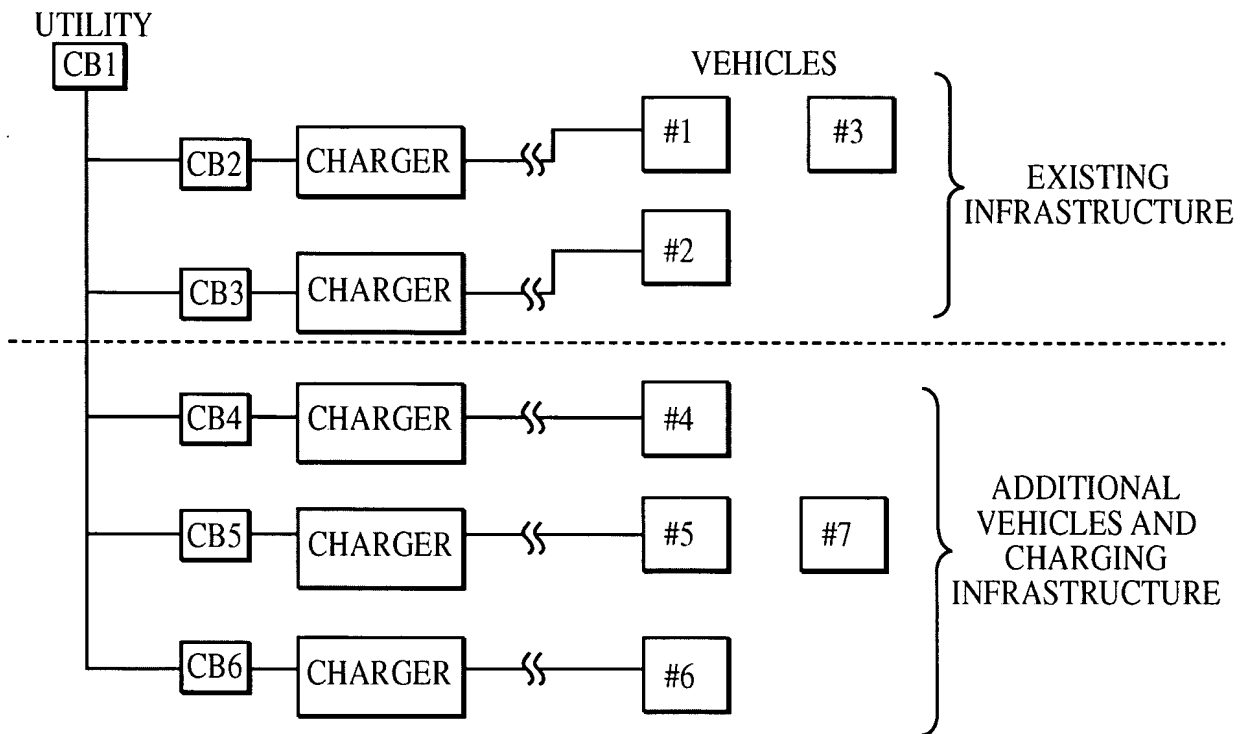 UTILITY
CB1
VEHICLES
#1
#3
CB2
CHARGER
EXISTING
INFRASTRUCTURE
#2
CB3
CHARGER
CB4
CHARGER
#4
CB5
CHARGER
#5
#7
ADDITIONAL
VEHICLES AND
CHARGING
INFRASTRUCTURE
CB6
CHARGER
#6